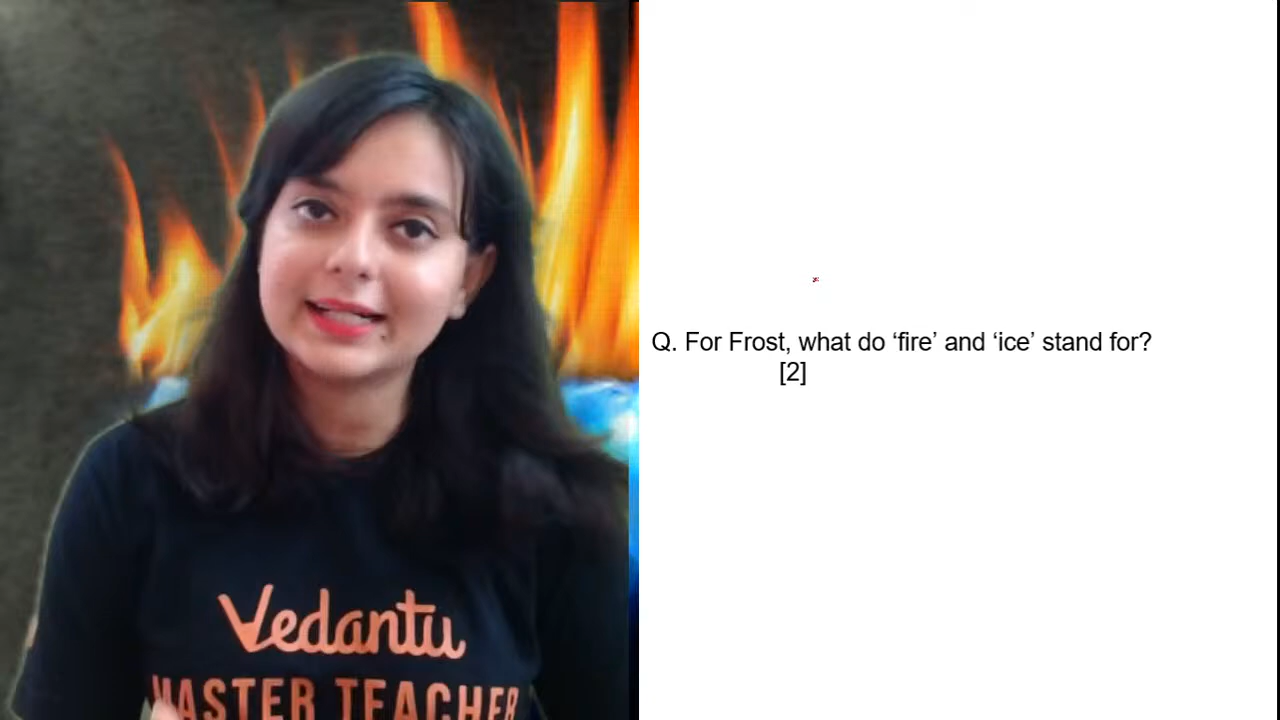 Vedantu
MASTER TEACHER
Q. For Frost, what do ‘fire’ and ‘ice’ stand for?
[2]